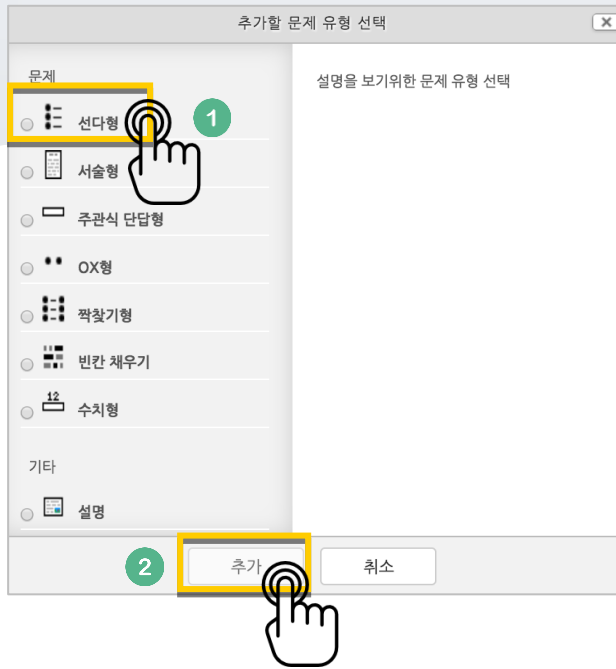 추가할 문제 유형 선택
문제
설명을 보기위한 문제 유형 선택
선다형
1
서술형
주관식 단답형
OX형
짝찾기형
빈칸 채우기
12
수치형
기타
설명
2
추가
취소